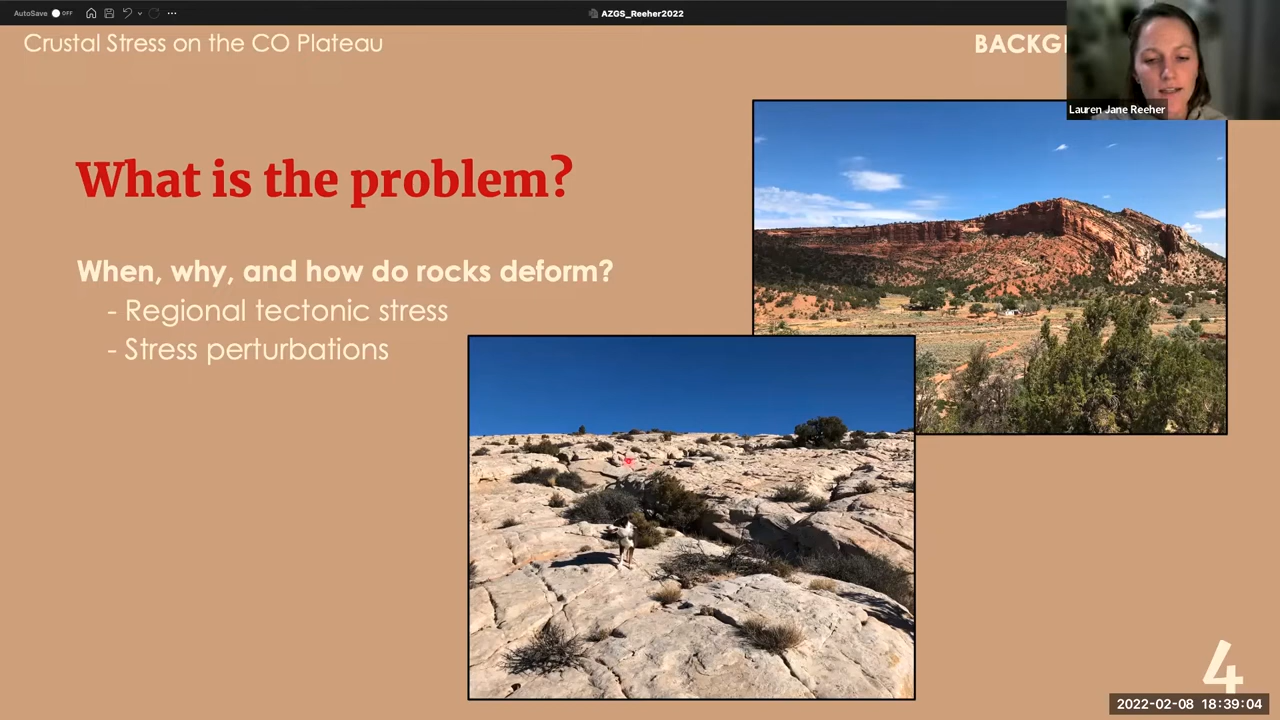 AutoSave OFF
AZGS_Reeher2022
Crustal Stress on the CO Plateau
Lauren Jane Reeher
What is the problem?
When, why, and how do rocks deform?
- Regional tectonic stress
- Stress perturbations
4
2022-02-08 18:39:04